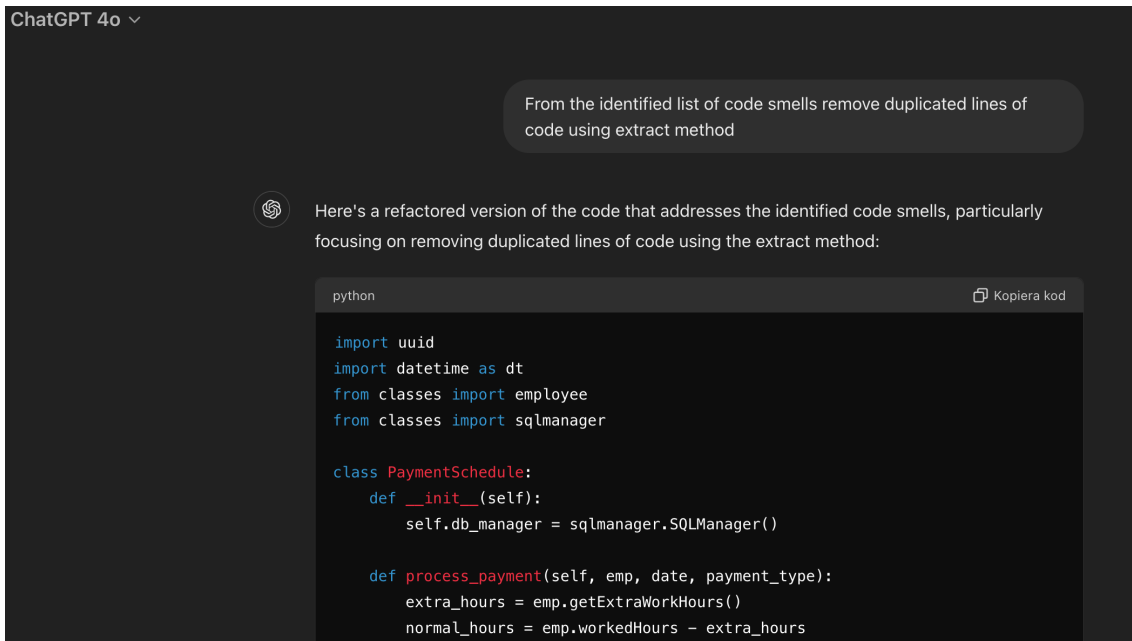 ChatGPT 4o
From the identified list of code smells remove duplicated lines of
code using extract method
Here's a refactored version of the code that addresses the identified code smells, particularly
focusing on removing duplicated lines of code using the extract method:
python
Kopiera kod
import uuid
import datetime as dt
from classes import employee
from classes import sqlmanager

class PaymentSchedule:
    def __init__(self):
        self.db_manager = sqlmanager.SQLManager()

    def process_payment(self, emp, date, payment_type):
        extra_hours = emp.getExtraWorkHours()
        normal_hours = emp.workedHours - extra_hours